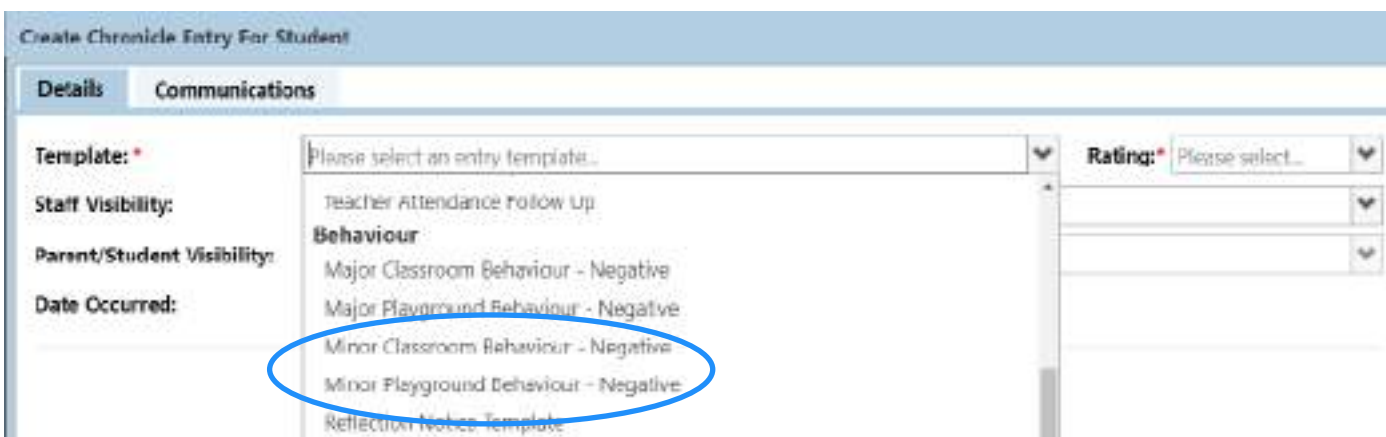 Create Chronicle Entry For Student
Details Communications
Template: * Please select an entry template... Rating:* Please select...
Teacher Attendance Follow Up
Staff Visibility:
Behaviour
Parent/Student Visibility:
Major Classroom Behaviour - Negative
Date Occurred:
Major Playground Behaviour - Negative
Minor Classroom Behaviour - Negative
Minor Playground Behaviour - Negative
Reflection Notice Template